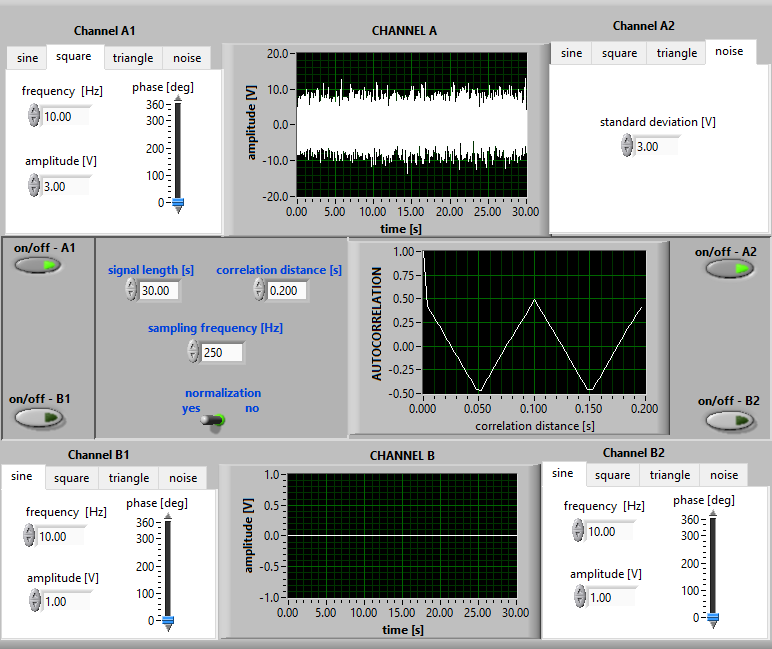 Channel A1
sine square triangle noise
frequency [Hz]
10.00
amplitude [V]
3.00
phase [deg]
360
300
200
100
0
CHANNEL A
amplitude [V]
20.0
10.0
0.0
-10.0
-20.0
0.00 5.00 10.00 15.00 20.00 25.00 30.00
time [s]
Channel A2
sine square triangle noise
standard deviation [V]
3.00
on/off - A1
signal length [s]
30.00
correlation distance [s]
0.200
sampling frequency [Hz]
250
normalization
yes no
on/off - B1
AUTOCORRELATION
1.00
0.75
0.50
0.25
0.00
-0.25
-0.50
0.000 0.050 0.100 0.150 0.200
correlation distance [s]
on/off - A2
on/off - B2
Channel B1
sine square triangle noise
frequency [Hz]
10.00
amplitude [V]
1.00
phase [deg]
360
300
200
100
0
CHANNEL B
amplitude [V]
1.0
0.5
0.0
-0.5
-1.0
0.00 5.00 10.00 15.00 20.00 25.00 30.00
time [s]
Channel B2
sine square triangle noise
frequency [Hz]
10.00
amplitude [V]
1.00
phase [deg]
360
300
200
100
0